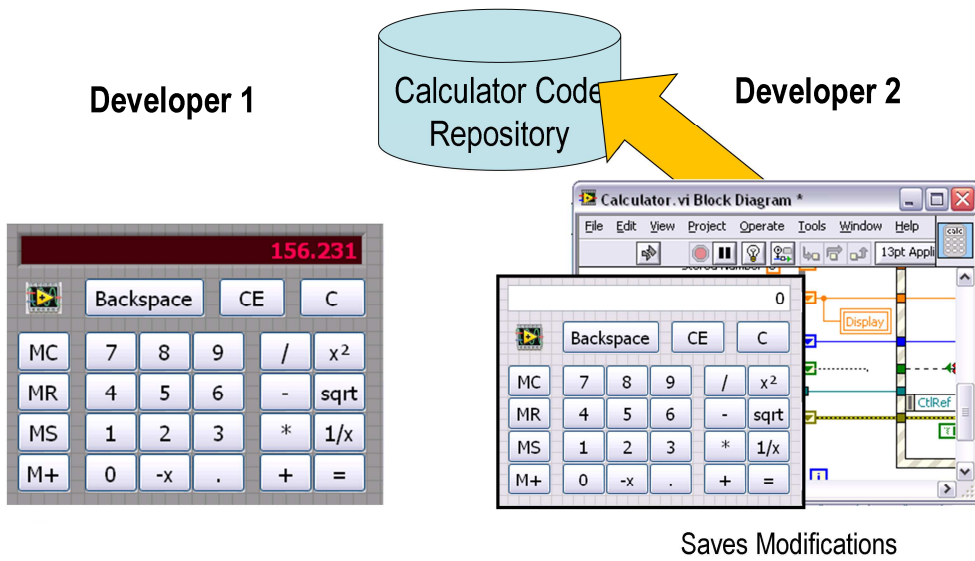 Developer 1
Calculator Code
Repository
Developer 2
156.231
Backspace CE C
MC 7 8 9 / x²
MR 4 5 6 - sqrt
MS 1 2 3 * 1/x
M+ 0 -x . + =
Calculator.vi Block Diagram *
File Edit View Project Operate Tools Window Help
calc
13pt Appli
Stored Number
Display
CtlRef
i
0
Backspace CE C
MC 7 8 9 / x²
MR 4 5 6 - sqrt
MS 1 2 3 * 1/x
M+ 0 -x . + =
Saves Modifications